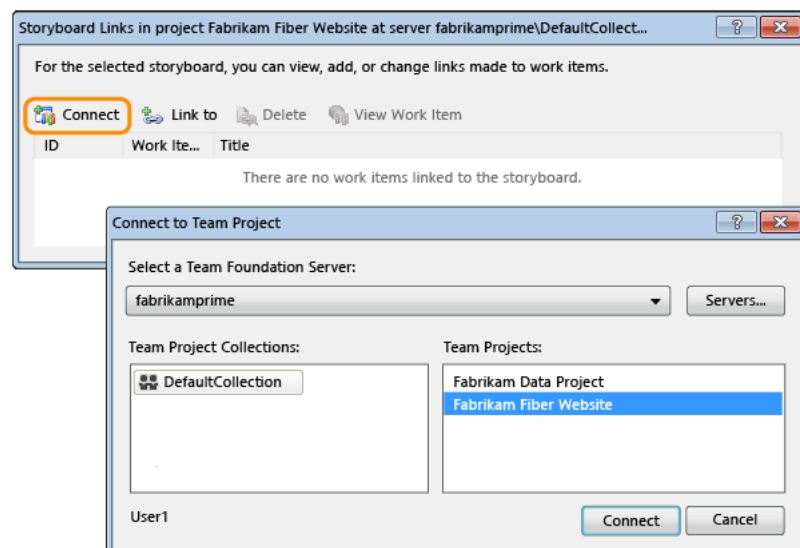 Storyboard Links in project Fabrikam Fiber Website at server fabrikamprime\DefaultCollect...
For the selected storyboard, you can view, add, or change links made to work items.
Connect Link to Delete View Work Item
ID Work Ite... Title
There are no work items linked to the storyboard.
Connect to Team Project
Select a Team Foundation Server:
fabrikamprime Servers...
Team Project Collections: Team Projects:
DefaultCollection Fabrikam Data Project
Fabrikam Fiber Website
User1 Connect Cancel